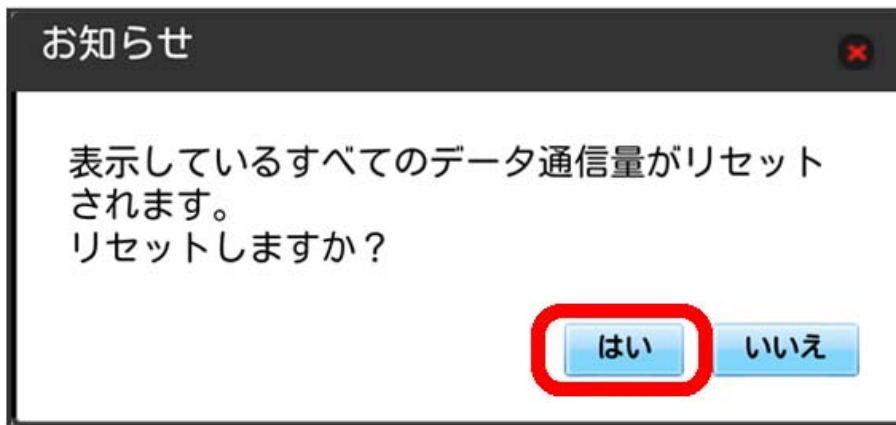 お知らせ
表示しているすべてのデータ通信量がリセット
されます。
リセットしますか？
はい
いいえ